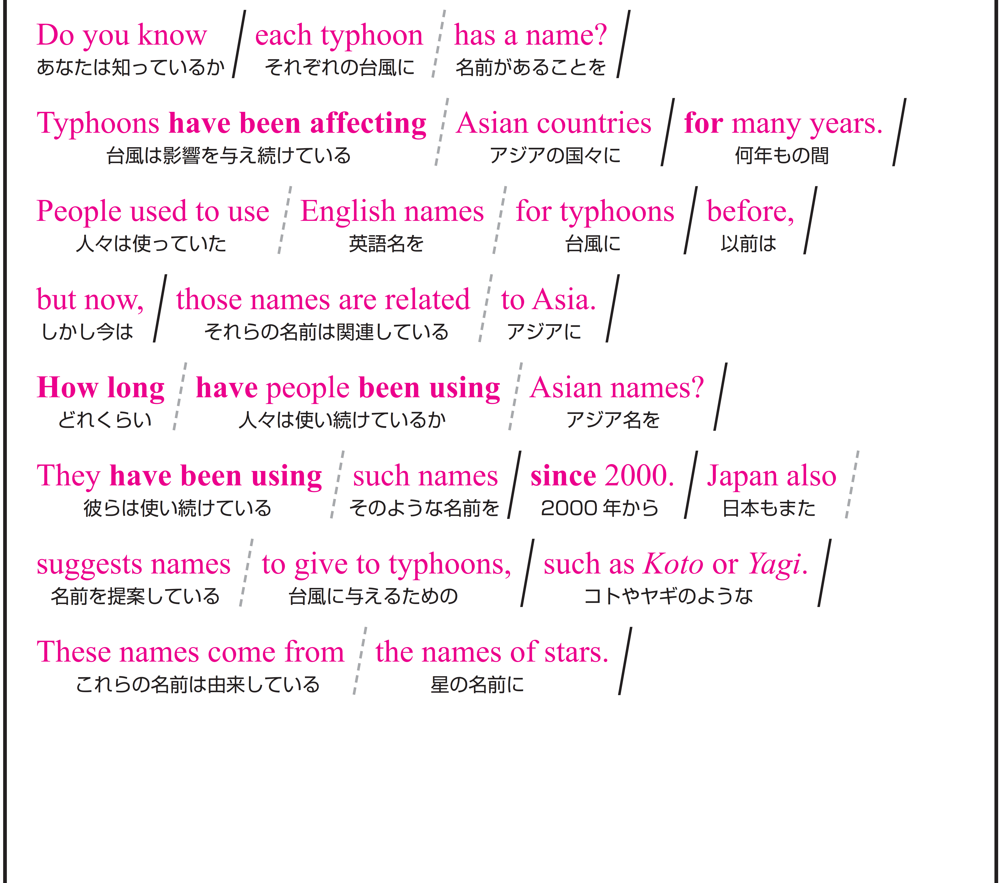 Do you know / each typhoon has a name? /
あなたは知っているか それぞれの台風に 名前があることを
Typhoons have been affecting Asian countries / for many years. /
台風は影響を与え続けている アジアの国々に 何年もの間
People used to use English names for typhoons / before, /
人々は使っていた 英語名を 台風に 以前は
but now, / those names are related to Asia. /
しかし今は それらの名前は関連している アジアに
How long have people been using Asian names? /
どれくらい 人々は使い続けているか アジア名を
They have been using such names / since 2000. / Japan also
彼らは使い続けている そのような名前を 2000 年から 日本もまた
suggests names to give to typhoons, / such as Koto or Yagi. /
名前を提案している 台風に与えるための コトやヤギのような
These names come from the names of stars. /
これらの名前は由来している 星の名前に